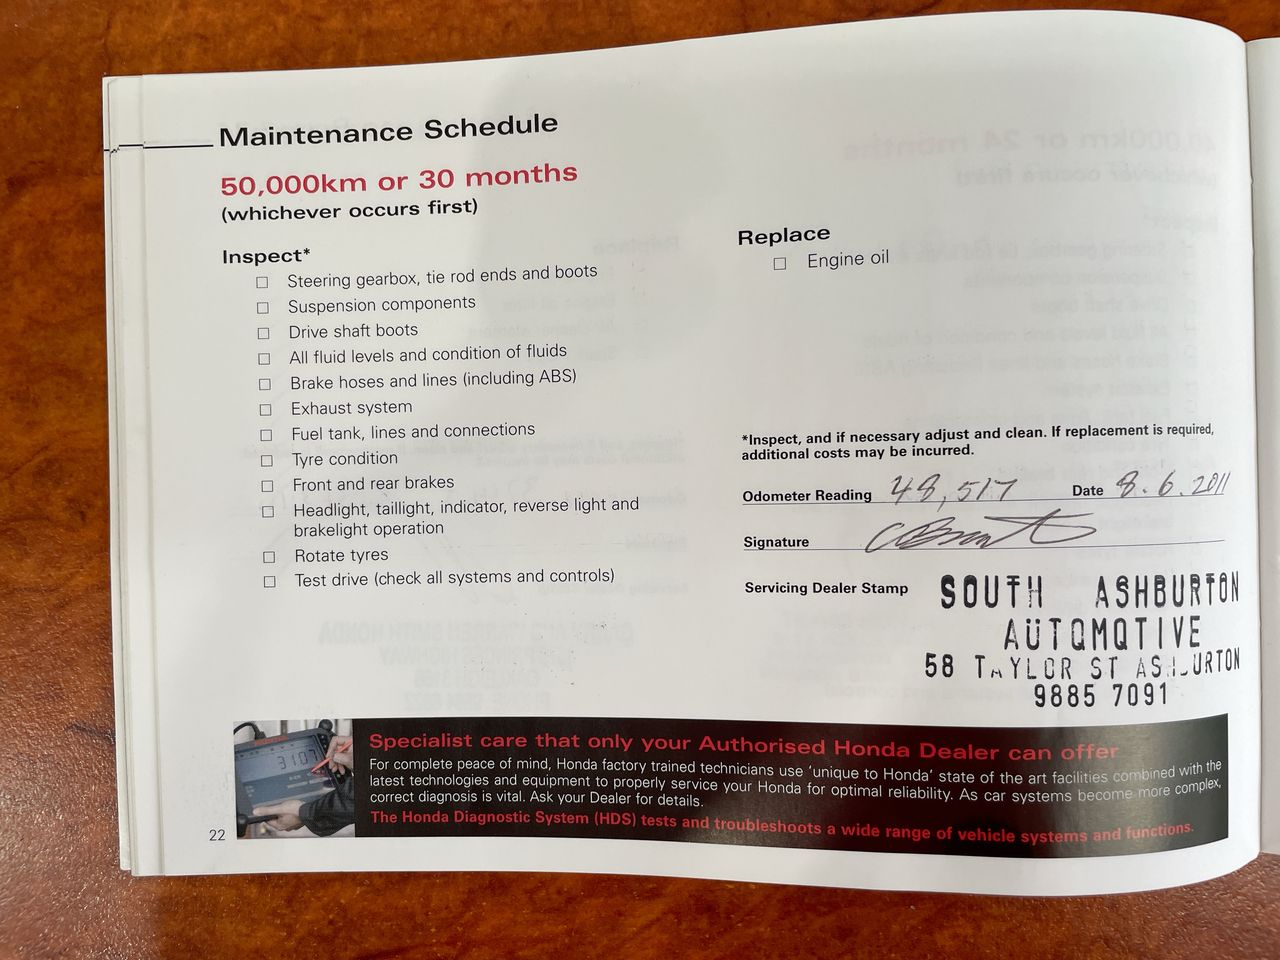 Maintenance Schedule
50,000km or 30 months
(whichever occurs first)
Inspect*
Steering gearbox, tie rod ends and boots
Suspension components
Drive shaft boots
All fluid levels and condition of fluids
Brake hoses and lines (including ABS)
Exhaust system
Fuel tank, lines and connections
Tyre condition
Front and rear brakes
Headlight, taillight, indicator, reverse light and
brakelight operation
Rotate tyres
Test drive (check all systems and controls)
Replace
Engine oil
*Inspect, and if necessary adjust and clean. If replacement is required,
additional costs may be incurred.
Odometer Reading 48,517 Date 8.6.2011
Signature
Servicing Dealer Stamp
SOUTH ASHBURTON
AUTOMOTIVE
58 TAYLOR ST ASHBURTON
9885 7091
Specialist care that only your Authorised Honda Dealer can offer
For complete peace of mind, Honda factory trained technicians use 'unique to Honda' state of the art facilities combined with the
latest technologies and equipment to properly service your Honda for optimal reliability. As car systems become more complex,
correct diagnosis is vital. Ask your Dealer for details.
The Honda Diagnostic System (HDS) tests and troubleshoots a wide range of vehicle systems and functions.
3107
22